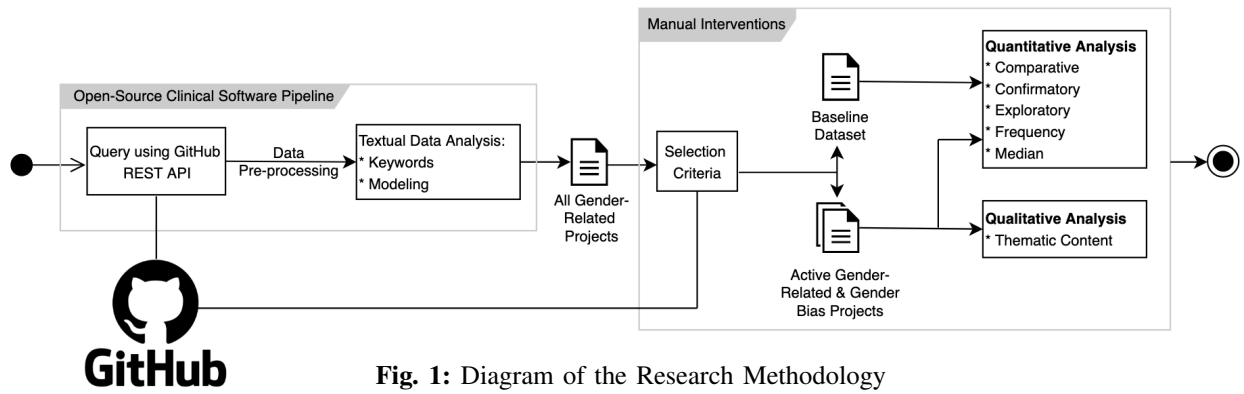 Manual Interventions
Open-Source Clinical Software Pipeline
Query using GitHub
REST API
Data
Pre-processing
Textual Data Analysis:
* Keywords
* Modeling
All Gender-
Related
Projects
Selection
Criteria
Baseline
Dataset
Active Gender-
Related & Gender
Bias Projects
Quantitative Analysis
* Comparative
* Confirmatory
* Exploratory
* Frequency
* Median
Qualitative Analysis
* Thematic Content
GitHub
Fig. 1: Diagram of the Research Methodology